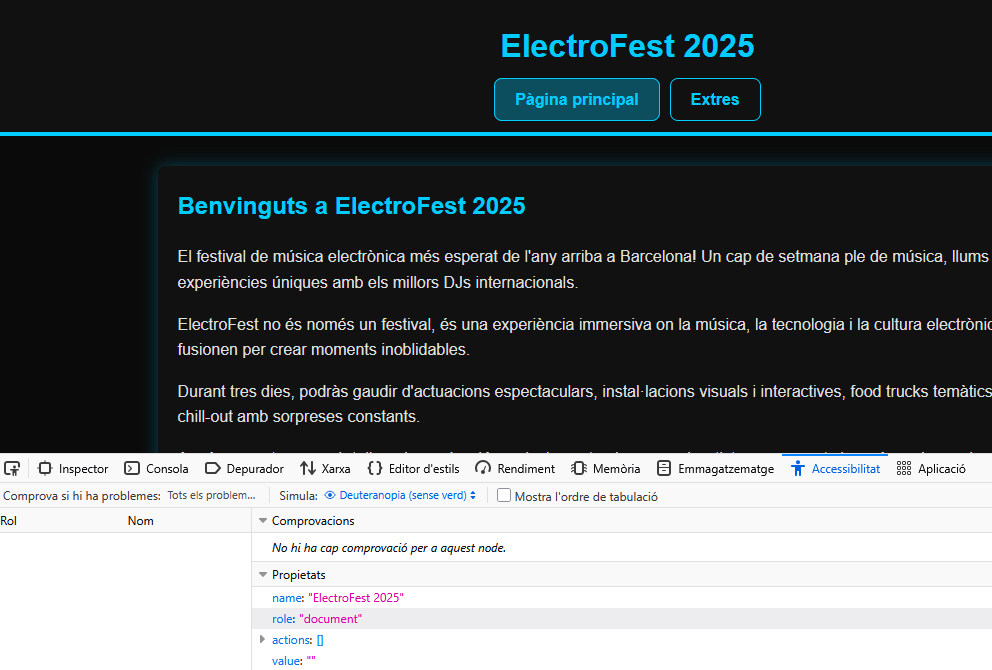 ElectroFest 2025
Pàgina principal
Extres
Benvinguts a ElectroFest 2025
El festival de música electrònica més esperat de l'any arriba a Barcelona! Un cap de setmana ple de música, llums
experiències úniques amb els millors DJs internacionals.
ElectroFest no és només un festival, és una experiència immersiva on la música, la tecnologia i la cultura electrònic
fusionen per crear moments inoblidables.
Durant tres dies, podràs gaudir d'actuacions espectaculars, instal·lacions visuals i interactives, food trucks temàtics
chill-out amb sorpreses constants.
Inspector
Consola
Depurador
Xarxa
Editor d'estils
Rendiment
Memòria
Emmagatzematge
Accessibilitat
Aplicació
Comprova si hi ha problemes: Tots els problem...
Simula: Deuteranopia (sense verd)
Mostra l'ordre de tabulació
Rol
Nom
Comprovacions
No hi ha cap comprovació per a aquest node.
Propietats
name: "ElectroFest 2025"
role: "document"
actions: []
value: ""